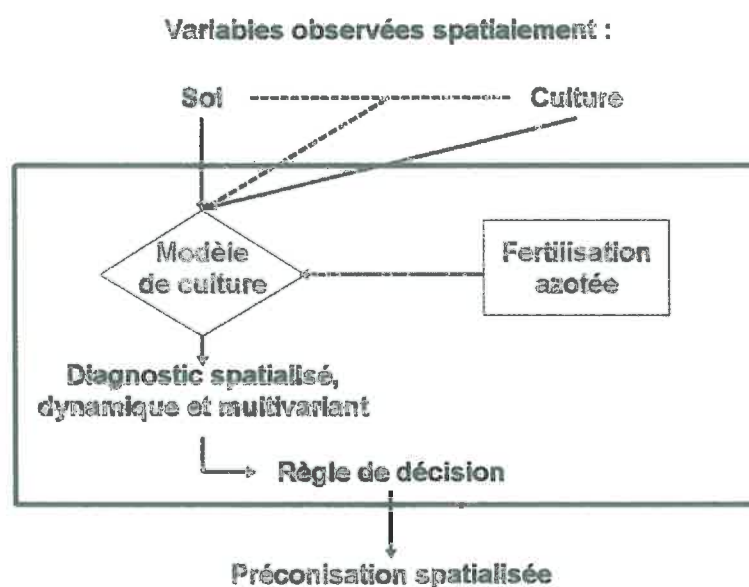 Variables observées spatialement :
Sol
Culture
Modèle
de culture
Fertilisation
azotée
Diagnostic spatialisé,
dynamique et multivariant
Règle de décision
Préconisation spatialisée